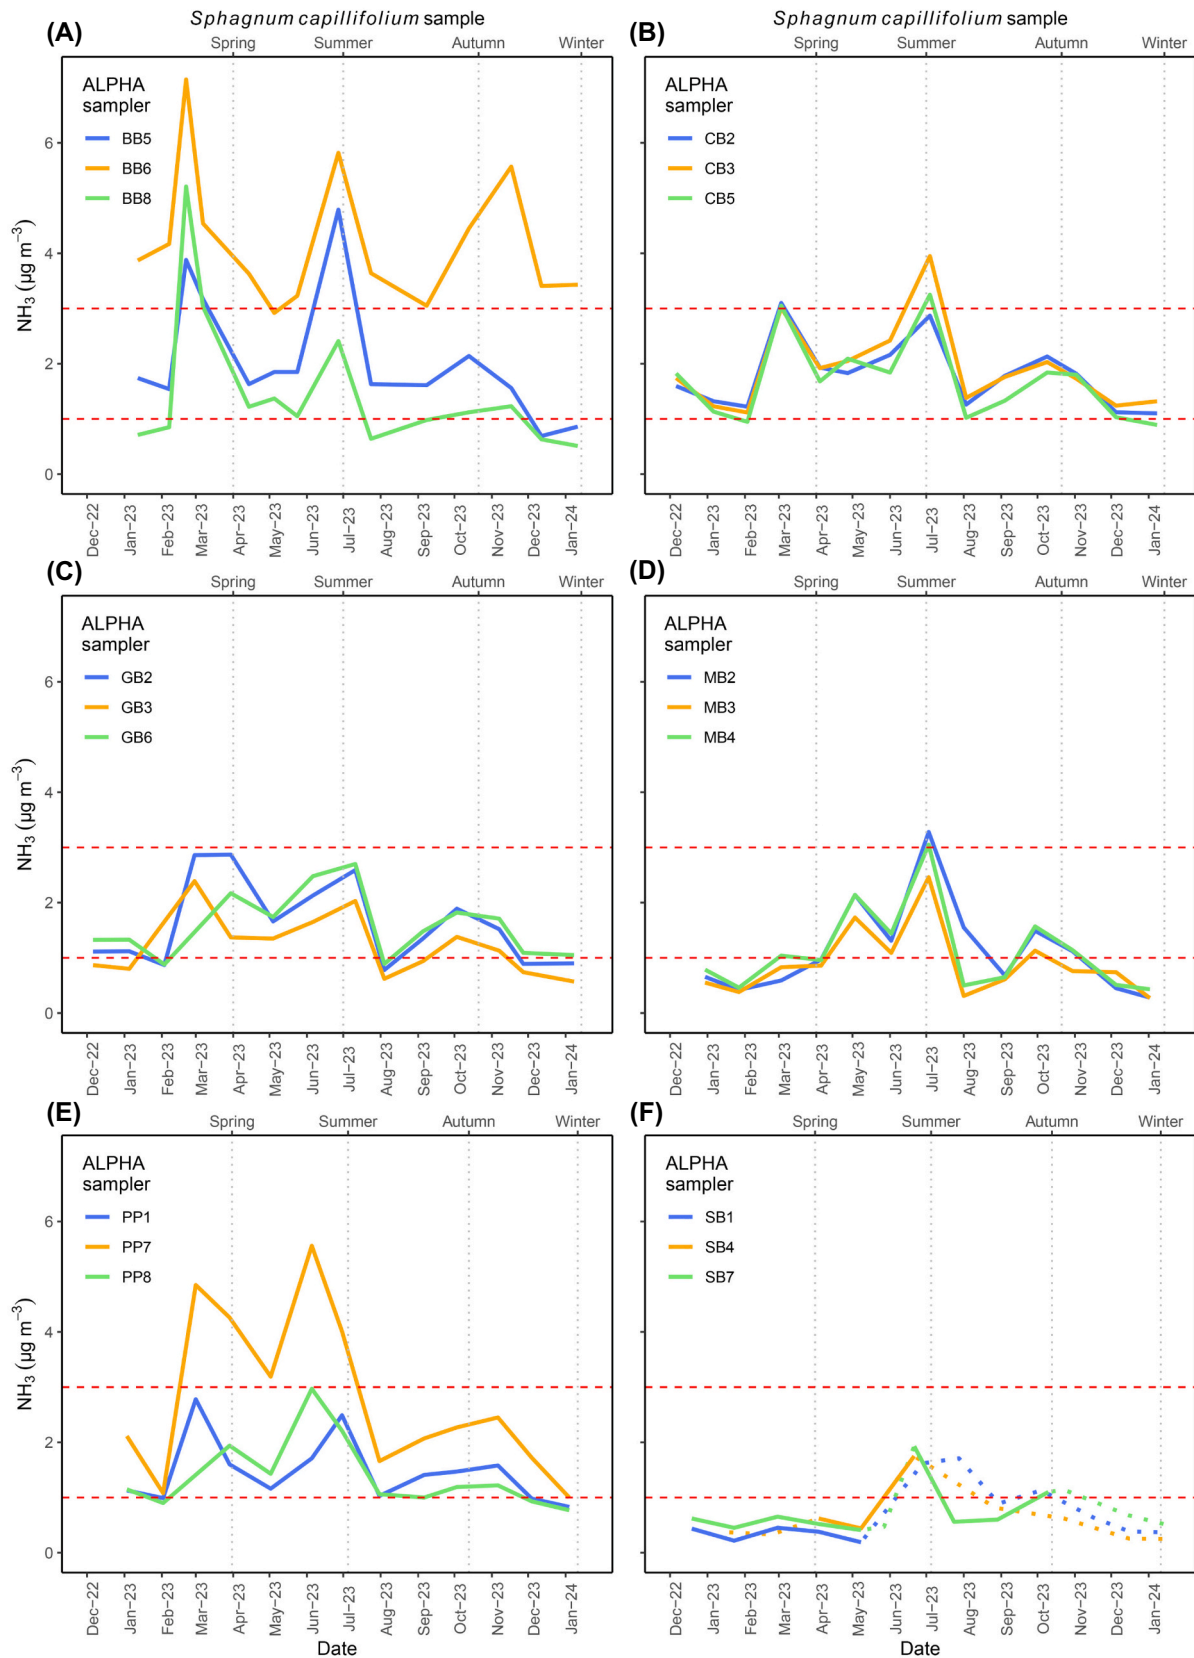 Sphagnum capillifolium sample
Sphagnum capillifolium sample
(A)
Spring Summer Autumn Winter
ALPHA
sampler
BB5
BB6
BB8
NH3 (µg m−3)
6
4
2
0
Dec−22 Jan−23 Feb−23 Mar−23 Apr−23 May−23 Jun−23 Jul−23 Aug−23 Sep−23 Oct−23 Nov−23 Dec−23 Jan−24
(B)
Spring Summer Autumn Winter
ALPHA
sampler
CB2
CB3
CB5
Dec−22 Jan−23 Feb−23 Mar−23 Apr−23 May−23 Jun−23 Jul−23 Aug−23 Sep−23 Oct−23 Nov−23 Dec−23 Jan−24
(C)
Spring Summer Autumn Winter
ALPHA
sampler
GB2
GB3
GB6
NH3 (µg m−3)
6
4
2
0
Dec−22 Jan−23 Feb−23 Mar−23 Apr−23 May−23 Jun−23 Jul−23 Aug−23 Sep−23 Oct−23 Nov−23 Dec−23 Jan−24
(D)
Spring Summer Autumn Winter
ALPHA
sampler
MB2
MB3
MB4
Dec−22 Jan−23 Feb−23 Mar−23 Apr−23 May−23 Jun−23 Jul−23 Aug−23 Sep−23 Oct−23 Nov−23 Dec−23 Jan−24
(E)
Spring Summer Autumn Winter
ALPHA
sampler
PP1
PP7
PP8
NH3 (µg m−3)
6
4
2
0
Dec−22 Jan−23 Feb−23 Mar−23 Apr−23 May−23 Jun−23 Jul−23 Aug−23 Sep−23 Oct−23 Nov−23 Dec−23 Jan−24
Date
(F)
Spring Summer Autumn Winter
ALPHA
sampler
SB1
SB4
SB7
Dec−22 Jan−23 Feb−23 Mar−23 Apr−23 May−23 Jun−23 Jul−23 Aug−23 Sep−23 Oct−23 Nov−23 Dec−23 Jan−24
Date